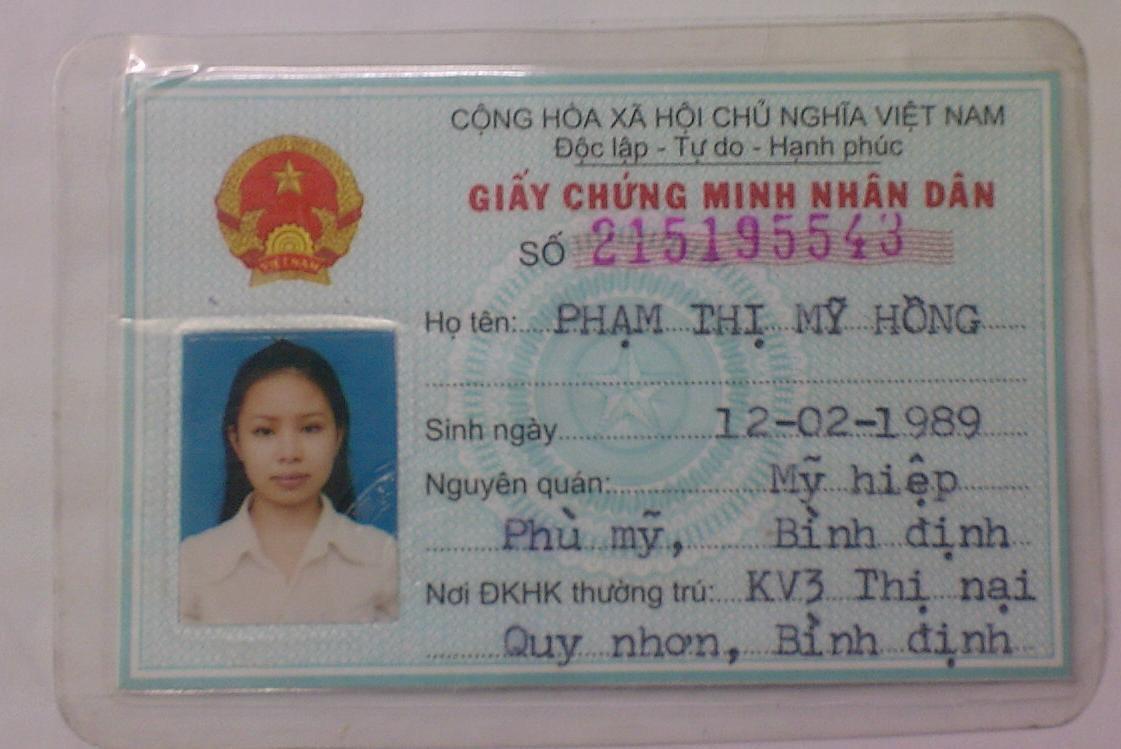 CỘNG HÒA XÃ HỘI CHỦ NGHĨA VIỆT NAM
Độc lập - Tự do - Hạnh phúc
GIẤY CHỨNG MINH NHÂN DÂN
SỐ 215195543
Họ tên: PHẠM THỊ MỸ HỒNG
Sinh ngày 12-02-1989
Nguyên quán: Mỹ hiệp
Phù mỹ, Bình định
Nơi ĐKHK thường trú: KV3 Thị nại
Quy nhơn, Bình định
VIỆT NAM